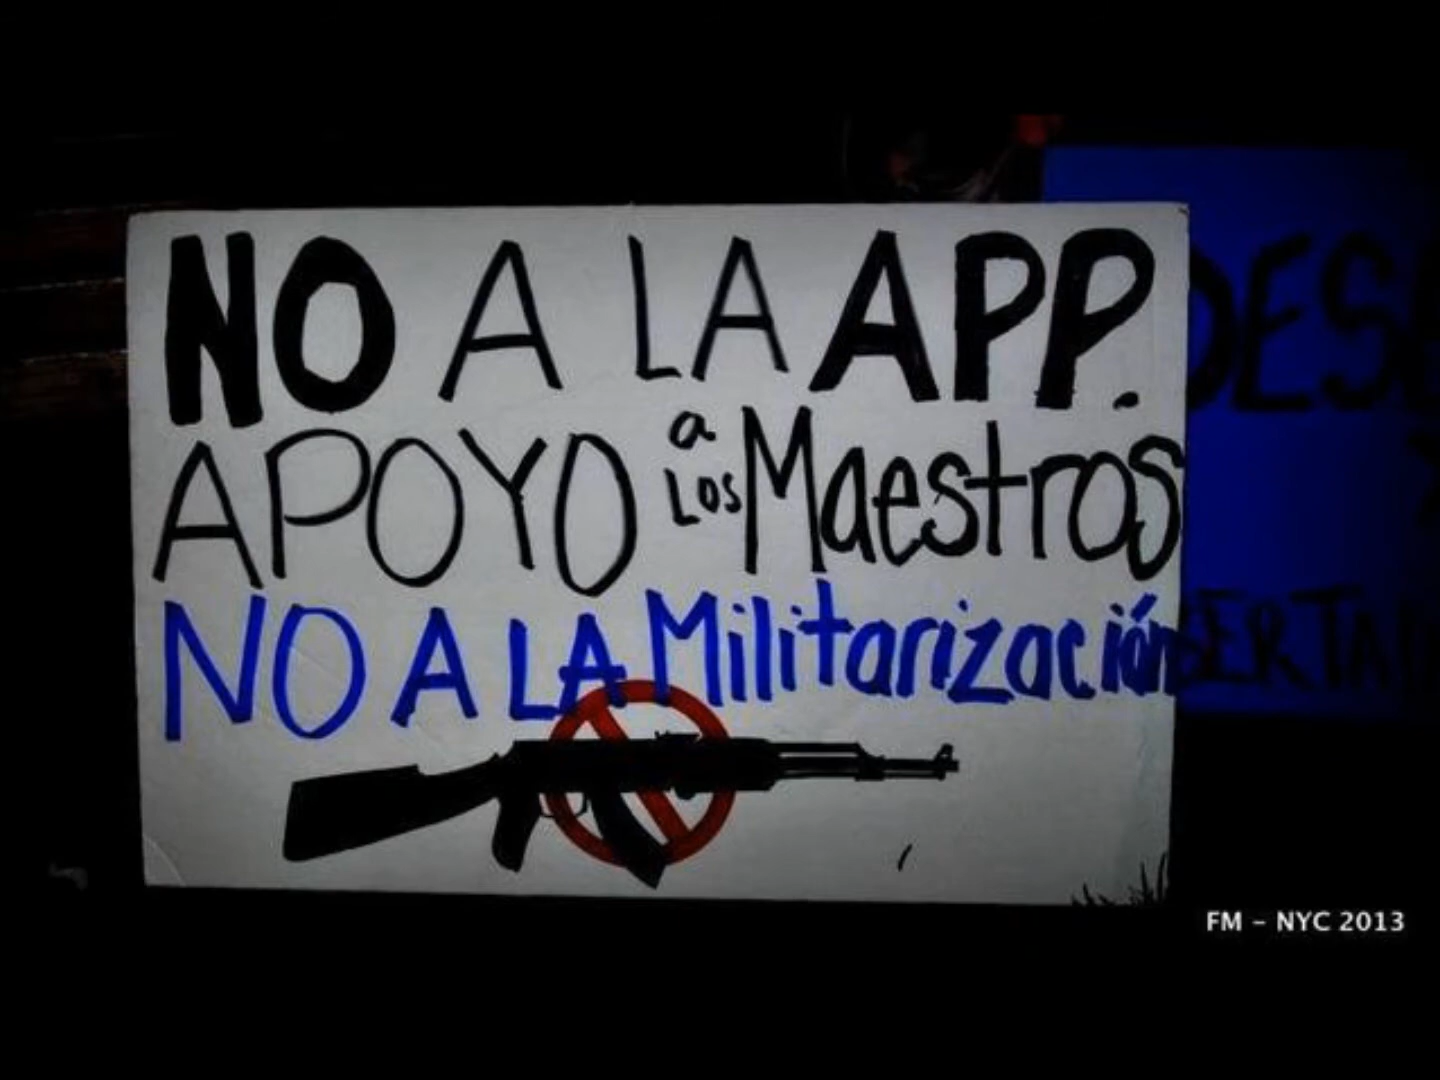 NO A LA APP.
APOYO a Los Maestros
NO A LA Militarización
FM - NYC 2013